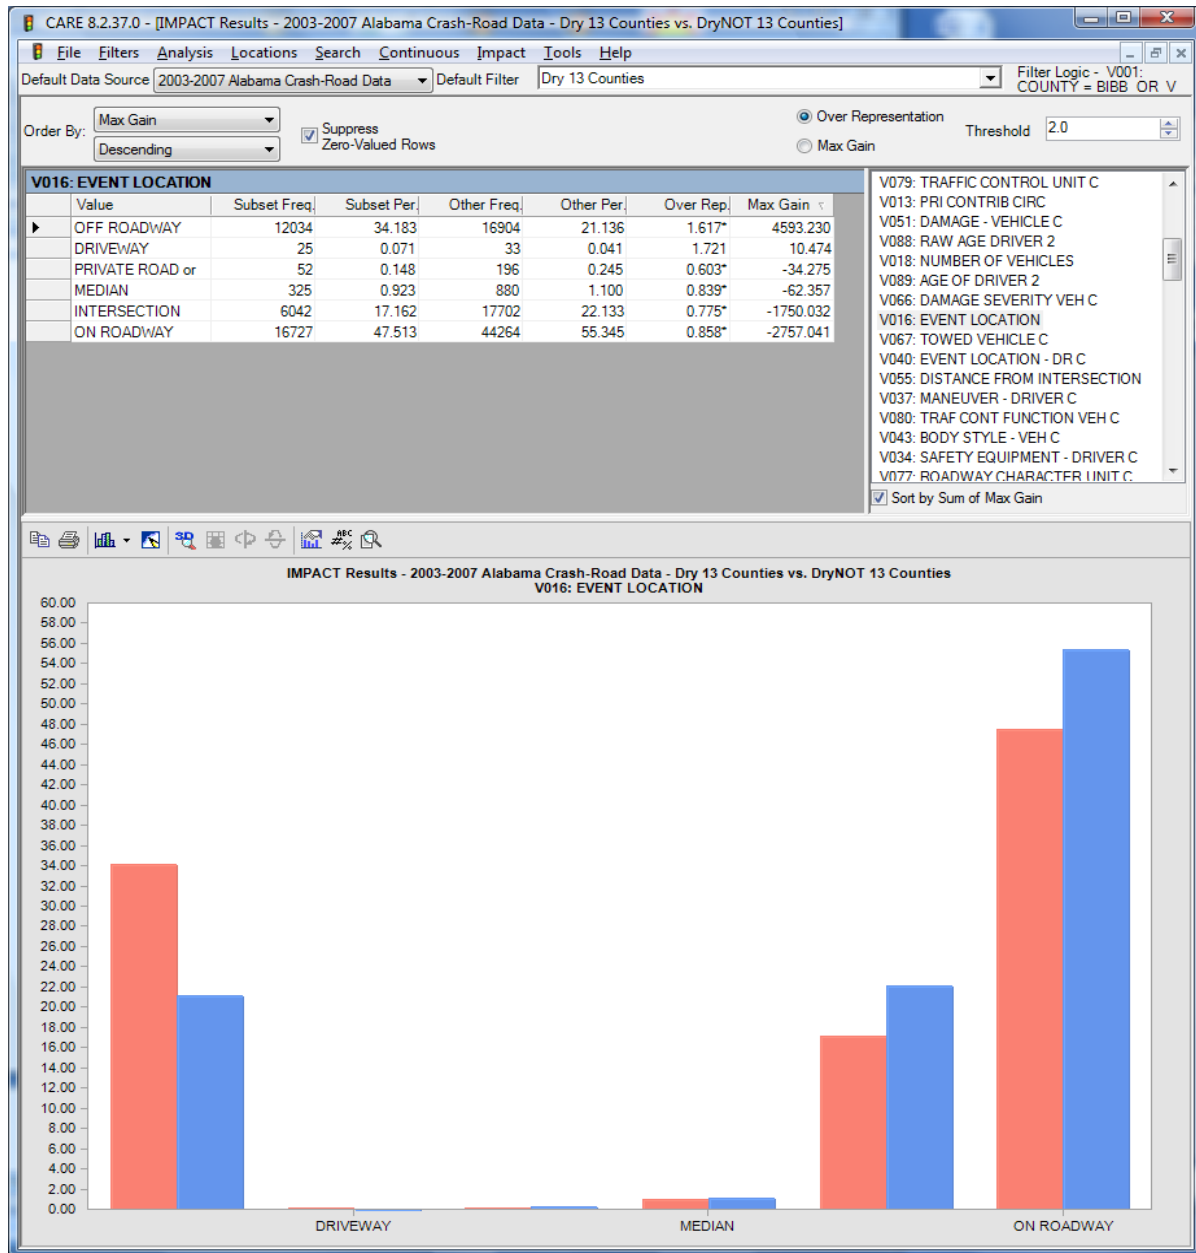 CARE 8.2.37.0 - [IMPACT Results - 2003-2007 Alabama Crash-Road Data - Dry 13 Counties vs. DryNOT 13 Counties]
File Filters Analysis Locations Search Continuous Impact Tools Help
Default Data Source 2003-2007 Alabama Crash-Road Data Default Filter Dry 13 Counties Filter Logic - V001:
COUNTY = BIBB OR V
Order By: Max Gain
Descending
Suppress
Zero-Valued Rows
Over Representation
Max Gain
Threshold 2.0
V016: EVENT LOCATION
Value Subset Freq. Subset Per. Other Freq. Other Per. Over Rep. Max Gain
OFF ROADWAY 12034 34.183 16904 21.136 1.617* 4593.230
DRIVEWAY 25 0.071 33 0.041 1.721 10.474
PRIVATE ROAD or 52 0.148 196 0.245 0.603* -34.275
MEDIAN 325 0.923 880 1.100 0.839* -62.357
INTERSECTION 6042 17.162 17702 22.133 0.775* -1750.032
ON ROADWAY 16727 47.513 44264 55.345 0.858* -2757.041
V079: TRAFFIC CONTROL UNIT C
V013: PRI CONTRIB CIRC
V051: DAMAGE - VEHICLE C
V088: RAW AGE DRIVER 2
V018: NUMBER OF VEHICLES
V089: AGE OF DRIVER 2
V066: DAMAGE SEVERITY VEH C
V016: EVENT LOCATION
V067: TOWED VEHICLE C
V040: EVENT LOCATION - DR C
V055: DISTANCE FROM INTERSECTION
V037: MANEUVER - DRIVER C
V080: TRAF CONT FUNCTION VEH C
V043: BODY STYLE - VEH C
V034: SAFETY EQUIPMENT - DRIVER C
V077: ROADWAY CHARACTER UNIT C
Sort by Sum of Max Gain
3D ABC #%
IMPACT Results - 2003-2007 Alabama Crash-Road Data - Dry 13 Counties vs. DryNOT 13 Counties
V016: EVENT LOCATION
60.00
58.00
56.00
54.00
52.00
50.00
48.00
46.00
44.00
42.00
40.00
38.00
36.00
34.00
32.00
30.00
28.00
26.00
24.00
22.00
20.00
18.00
16.00
14.00
12.00
10.00
8.00
6.00
4.00
2.00
0.00
DRIVEWAY MEDIAN ON ROADWAY